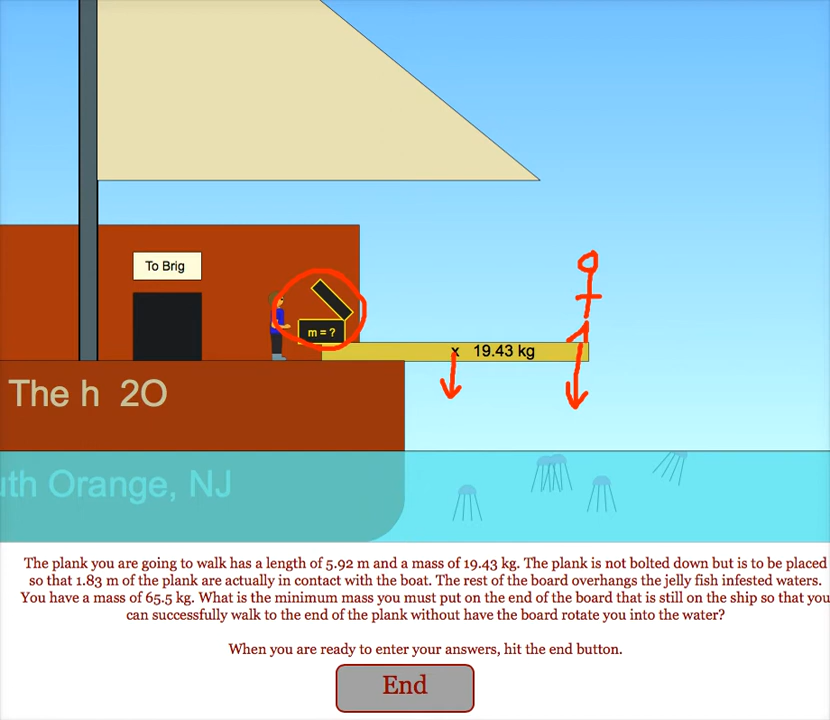 To Brig
m = ?
x 19.43 kg
The h 2O
uth Orange, NJ
The plank you are going to walk has a length of 5.92 m and a mass of 19.43 kg. The plank is not bolted down but is to be placed
so that 1.83 m of the plank are actually in contact with the boat. The rest of the board overhangs the jelly fish infested waters.
You have a mass of 65.5 kg. What is the minimum mass you must put on the end of the board that is still on the ship so that you
can successfully walk to the end of the plank without have the board rotate you into the water?
When you are ready to enter your answers, hit the end button.
End